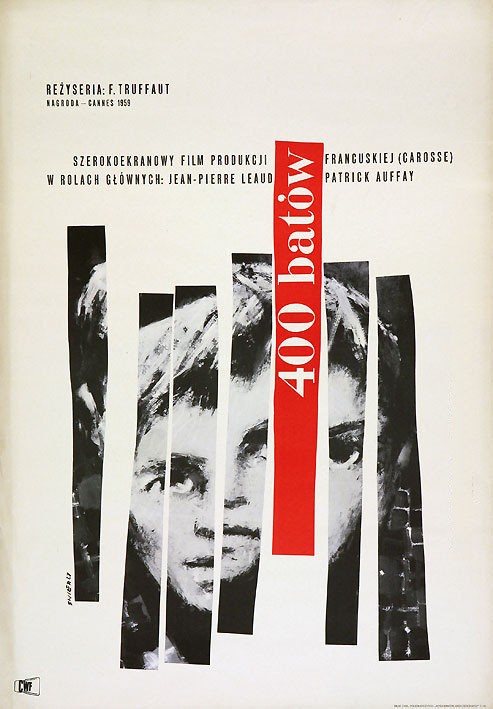 REŻYSERIA: F. TRUFFAUT
NAGRODA – CANNES 1959
SZEROKOEKRANOWY FILM PRODUKCJI FRANCUSKIEJ (CAROSSE)
W ROLACH GŁÓWNYCH: JEAN-PIERRE LEAUD PATRICK AUFFAY
400 batów
ŚWIERZY
CWF